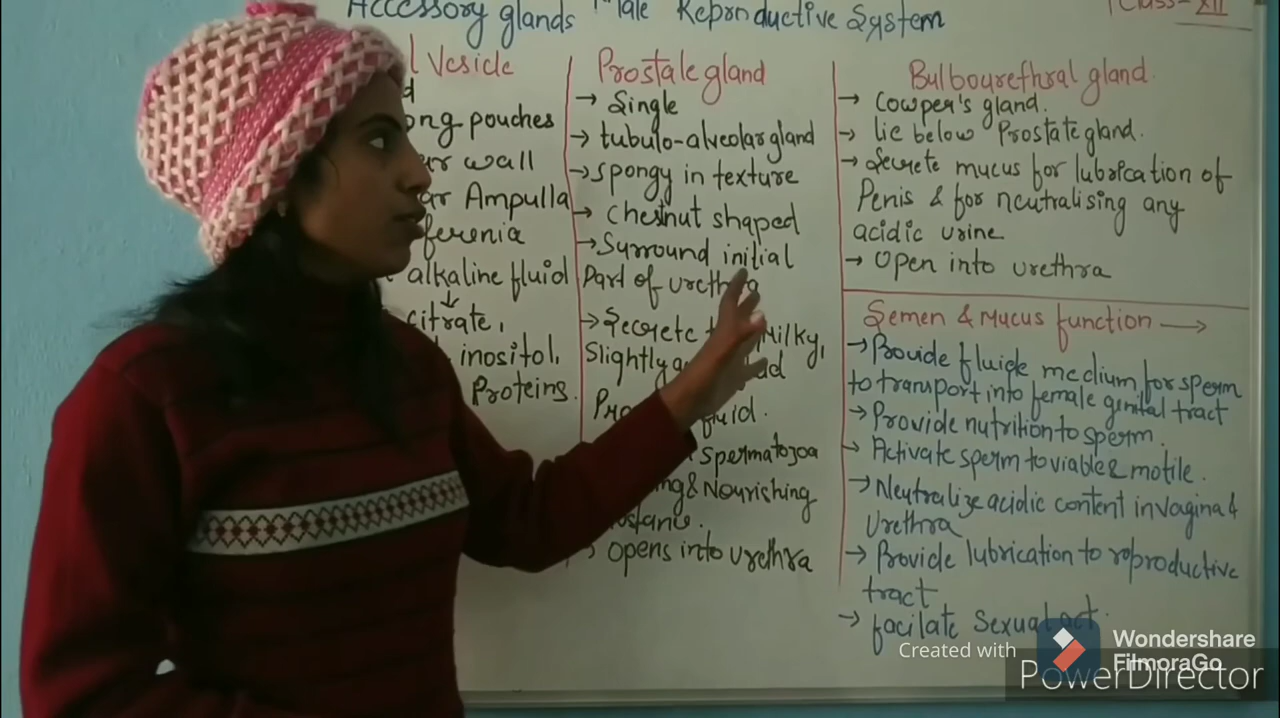 Accessory glands Male Reproductive System
Class-XII
Vesicle
pouches
wall
Ampulla
alkaline fluid
citrate,
inositol.
Proteins.
Prostale gland
→ Single
→ tubulo-alveolar gland
→ spongy in texture
→ Chestnut shaped
→ Surround initial
Part of urethra
→ Secrete milky,
Slightly
fluid.
spermatozoa
& Nourishing
→ Opens into urethra
Bulbourethral gland.
→ Cowper's gland.
→ lie below Prostate gland.
→ Secrete mucus for lubrication of
Penis & for neutralising any
acidic urine
→ Open into urethra
Semen & Mucus function →
→ Provide fluide medium for sperm
to transport into female genital tract
→ Provide nutrition to sperm.
→ Activate sperm to viable & motile.
→ Neutralize acidic content in vagina &
Urethra
→ Provide lubrication to reproductive
tract
→ facilate Sexual act.
Created with
Wondershare
FilmoraGo
PowerDirector